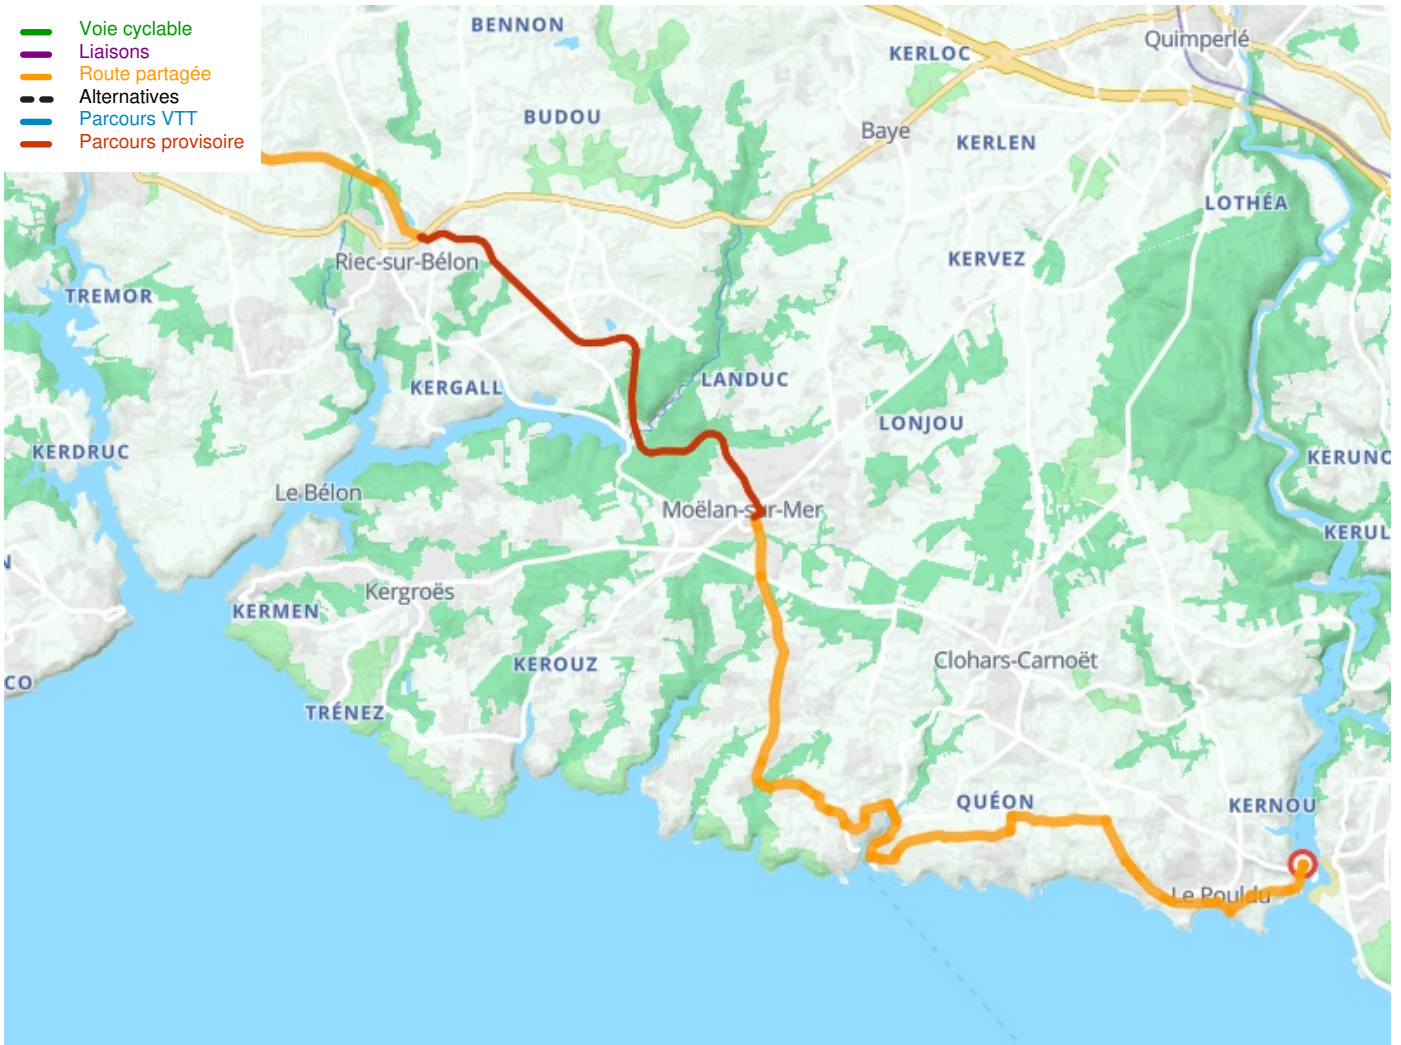 Voie cyclable
Liaisons
Route partagée
Alternatives
Parcours VTT
Parcours provisoire
BENNON
KERLOC
Quimperlé
BUDOU
Baye
KERLEN
LOTHÉA
Riec-sur-Bélon
KERVEZ
TREMOR
LANDUC
KERGALL
LONJOU
KERDRUC
KERUNO
Le Bélon
Moëlan-sur-Mer
KERUL
N
Kergroës
KERMEN
KEROUZ
Clohars-Carnoët
CO
TRÉNEZ
QUÉON
KERNOU
Le Pouldu